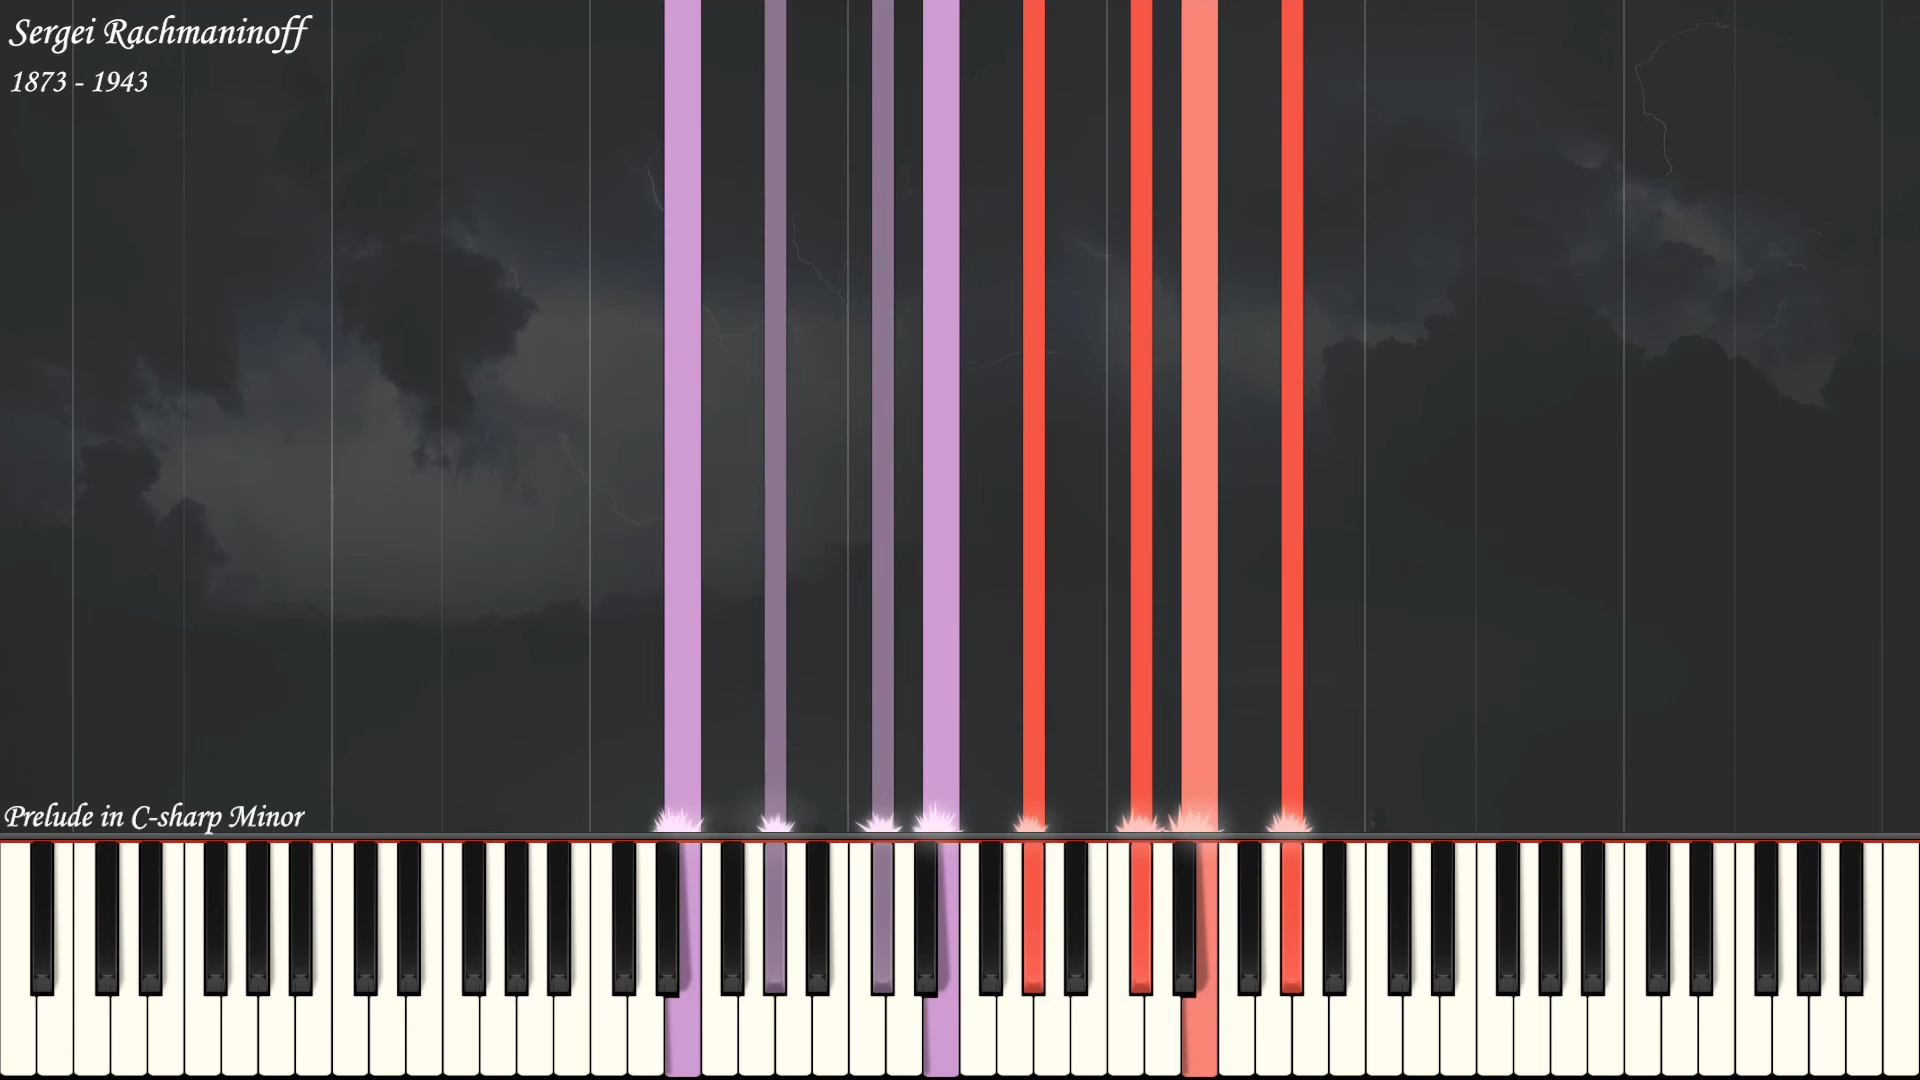 Sergei Rachmaninoff
1873 - 1943
Prelude in C-sharp Minor